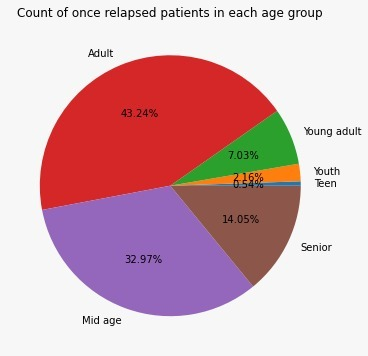 Count of once relapsed patients in each age group
Adult
43.24%
Young adult
7.03%
Youth
2.16%
Teen
0.54%
14.05%
Senior
32.97%
Mid age